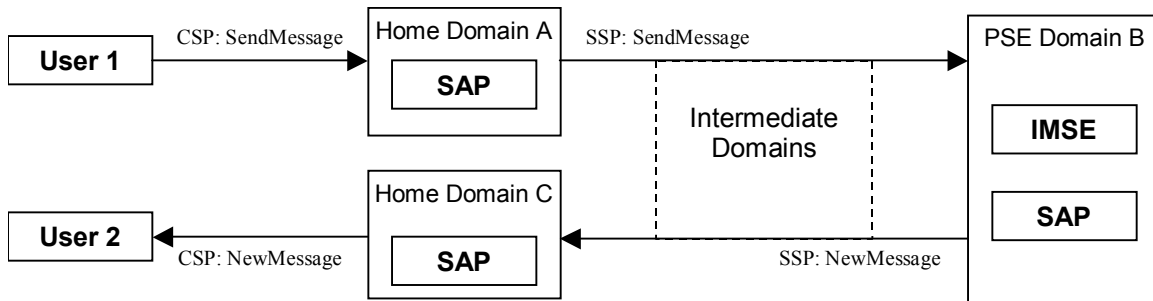 CSP: SendMessage
Home Domain A
SSP: SendMessage
PSE Domain B
User 1
SAP
Intermediate
Domains
IMSE
Home Domain C
User 2
SAP
SAP
CSP: NewMessage
SSP: NewMessage